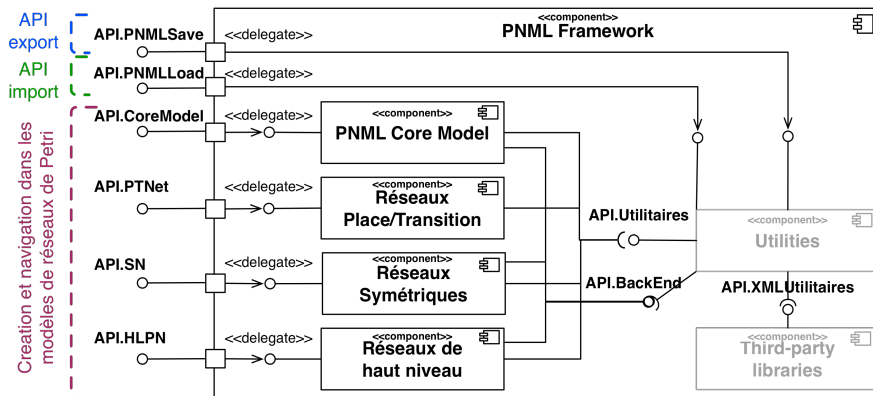 API
export
API
import
Creation et navigation dans les
modèles de réseaux de Petri
<<component>>
PNML Framework
API.PNMLSave
<<delegate>>
API.PNMLLoad
<<delegate>>
API.CoreModel
<<delegate>>
<<component>>
PNML Core Model
API.PTNet
<<delegate>>
<<component>>
Réseaux
Place/Transition
API.Utilitaires
<<component>>
Utilities
API.SN
<<delegate>>
<<component>>
Réseaux
Symétriques
API.BackEnd
API.XMLUtilitaires
API.HLPN
<<delegate>>
<<component>>
Réseaux de
haut niveau
<<component>>
Third-party
libraries